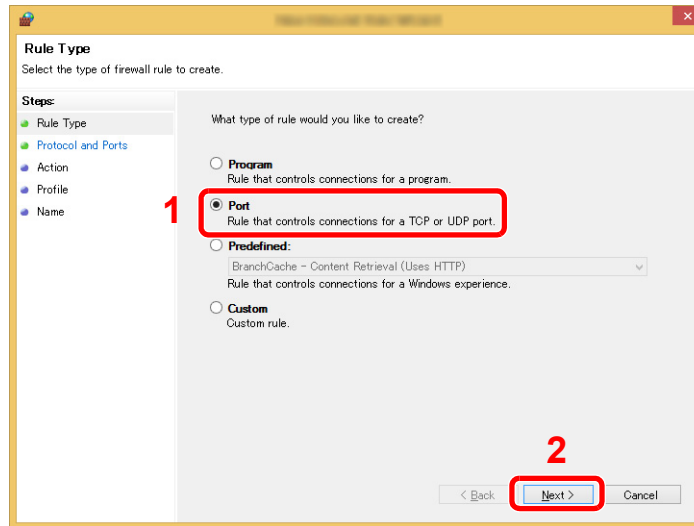 Rule Type
Select the type of firewall rule to create.
Steps:
Rule Type
Protocol and Ports
Action
Profile
Name
What type of rule would you like to create?
Program
Rule that controls connections for a program.
1
Port
Rule that controls connections for a TCP or UDP port.
Predefined:
BranchCache - Content Retrieval (Uses HTTP)
Rule that controls connections for a Windows experience.
Custom
Custom rule.
2
< Back Next > Cancel